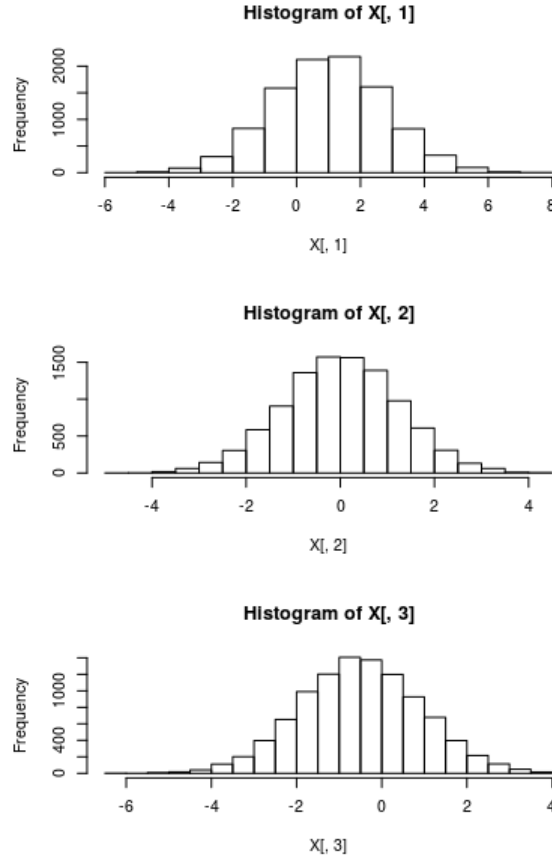 Histogram of X[, 1]
Frequency
0 1000 2000
-6 -4 -2 0 2 4 6 8
X[, 1]
Histogram of X[, 2]
Frequency
0 500 1500
-4 -2 0 2 4
X[, 2]
Histogram of X[, 3]
Frequency
0 400 1000
-6 -4 -2 0 2 4
X[, 3]